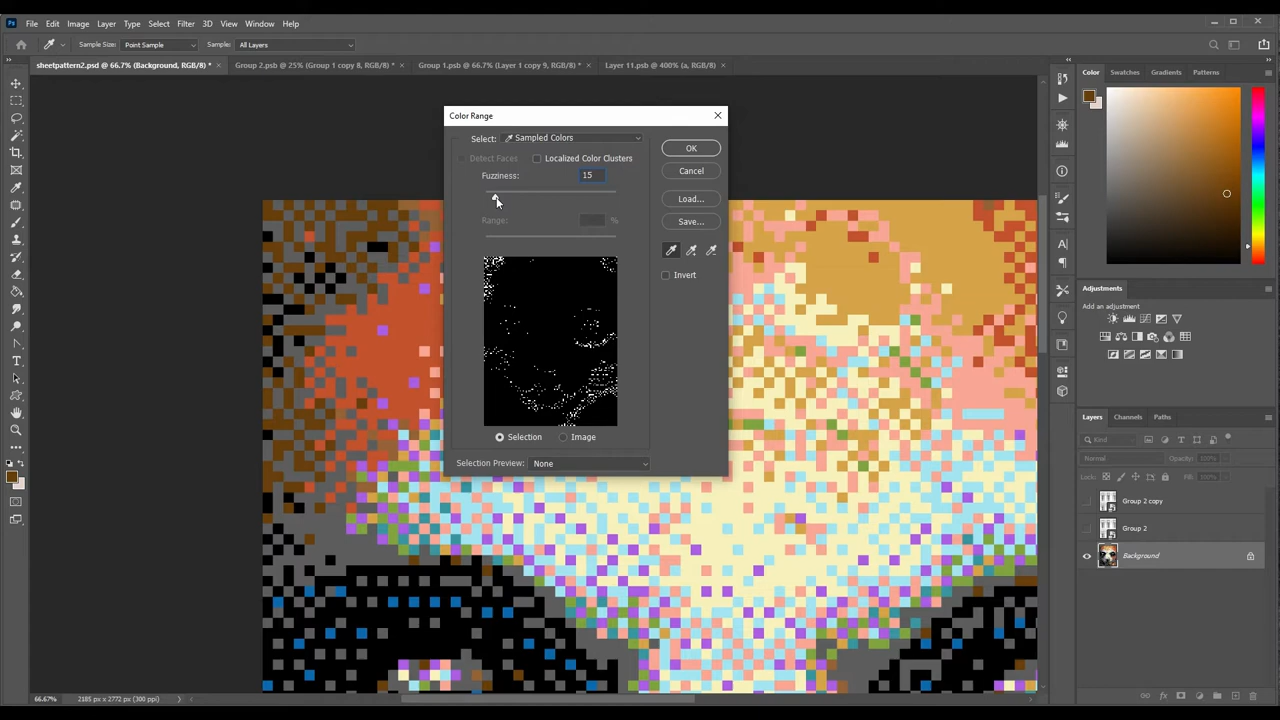 Ps File Edit Image Layer Type Select Filter 3D View Window Help
Sample Size: Point Sample Sample: All Layers
sheetpattern2.psd @ 66.7% (Background, RGB/8) * × Group 2.psb @ 25% (Group 1 copy 8, RGB/8) * × Group 1.psb @ 66.7% (Layer 1 copy 9, RGB/8) * × Layer 11.psb @ 400% (a, RGB/8) ×
Color Range
Select: Sampled Colors
Detect Faces Localized Color Clusters
Fuzziness: 15
Range: %
Selection Image
Selection Preview: None
OK
Cancel
Load...
Save...
Invert
Color Swatches Gradients Patterns
Adjustments
Add an adjustment
Layers Channels Paths
Kind
Normal Opacity: 100%
Lock: Fill: 100%
Group 2 copy
Group 2
Background
66.67% 2185 px x 2772 px (300 ppi)